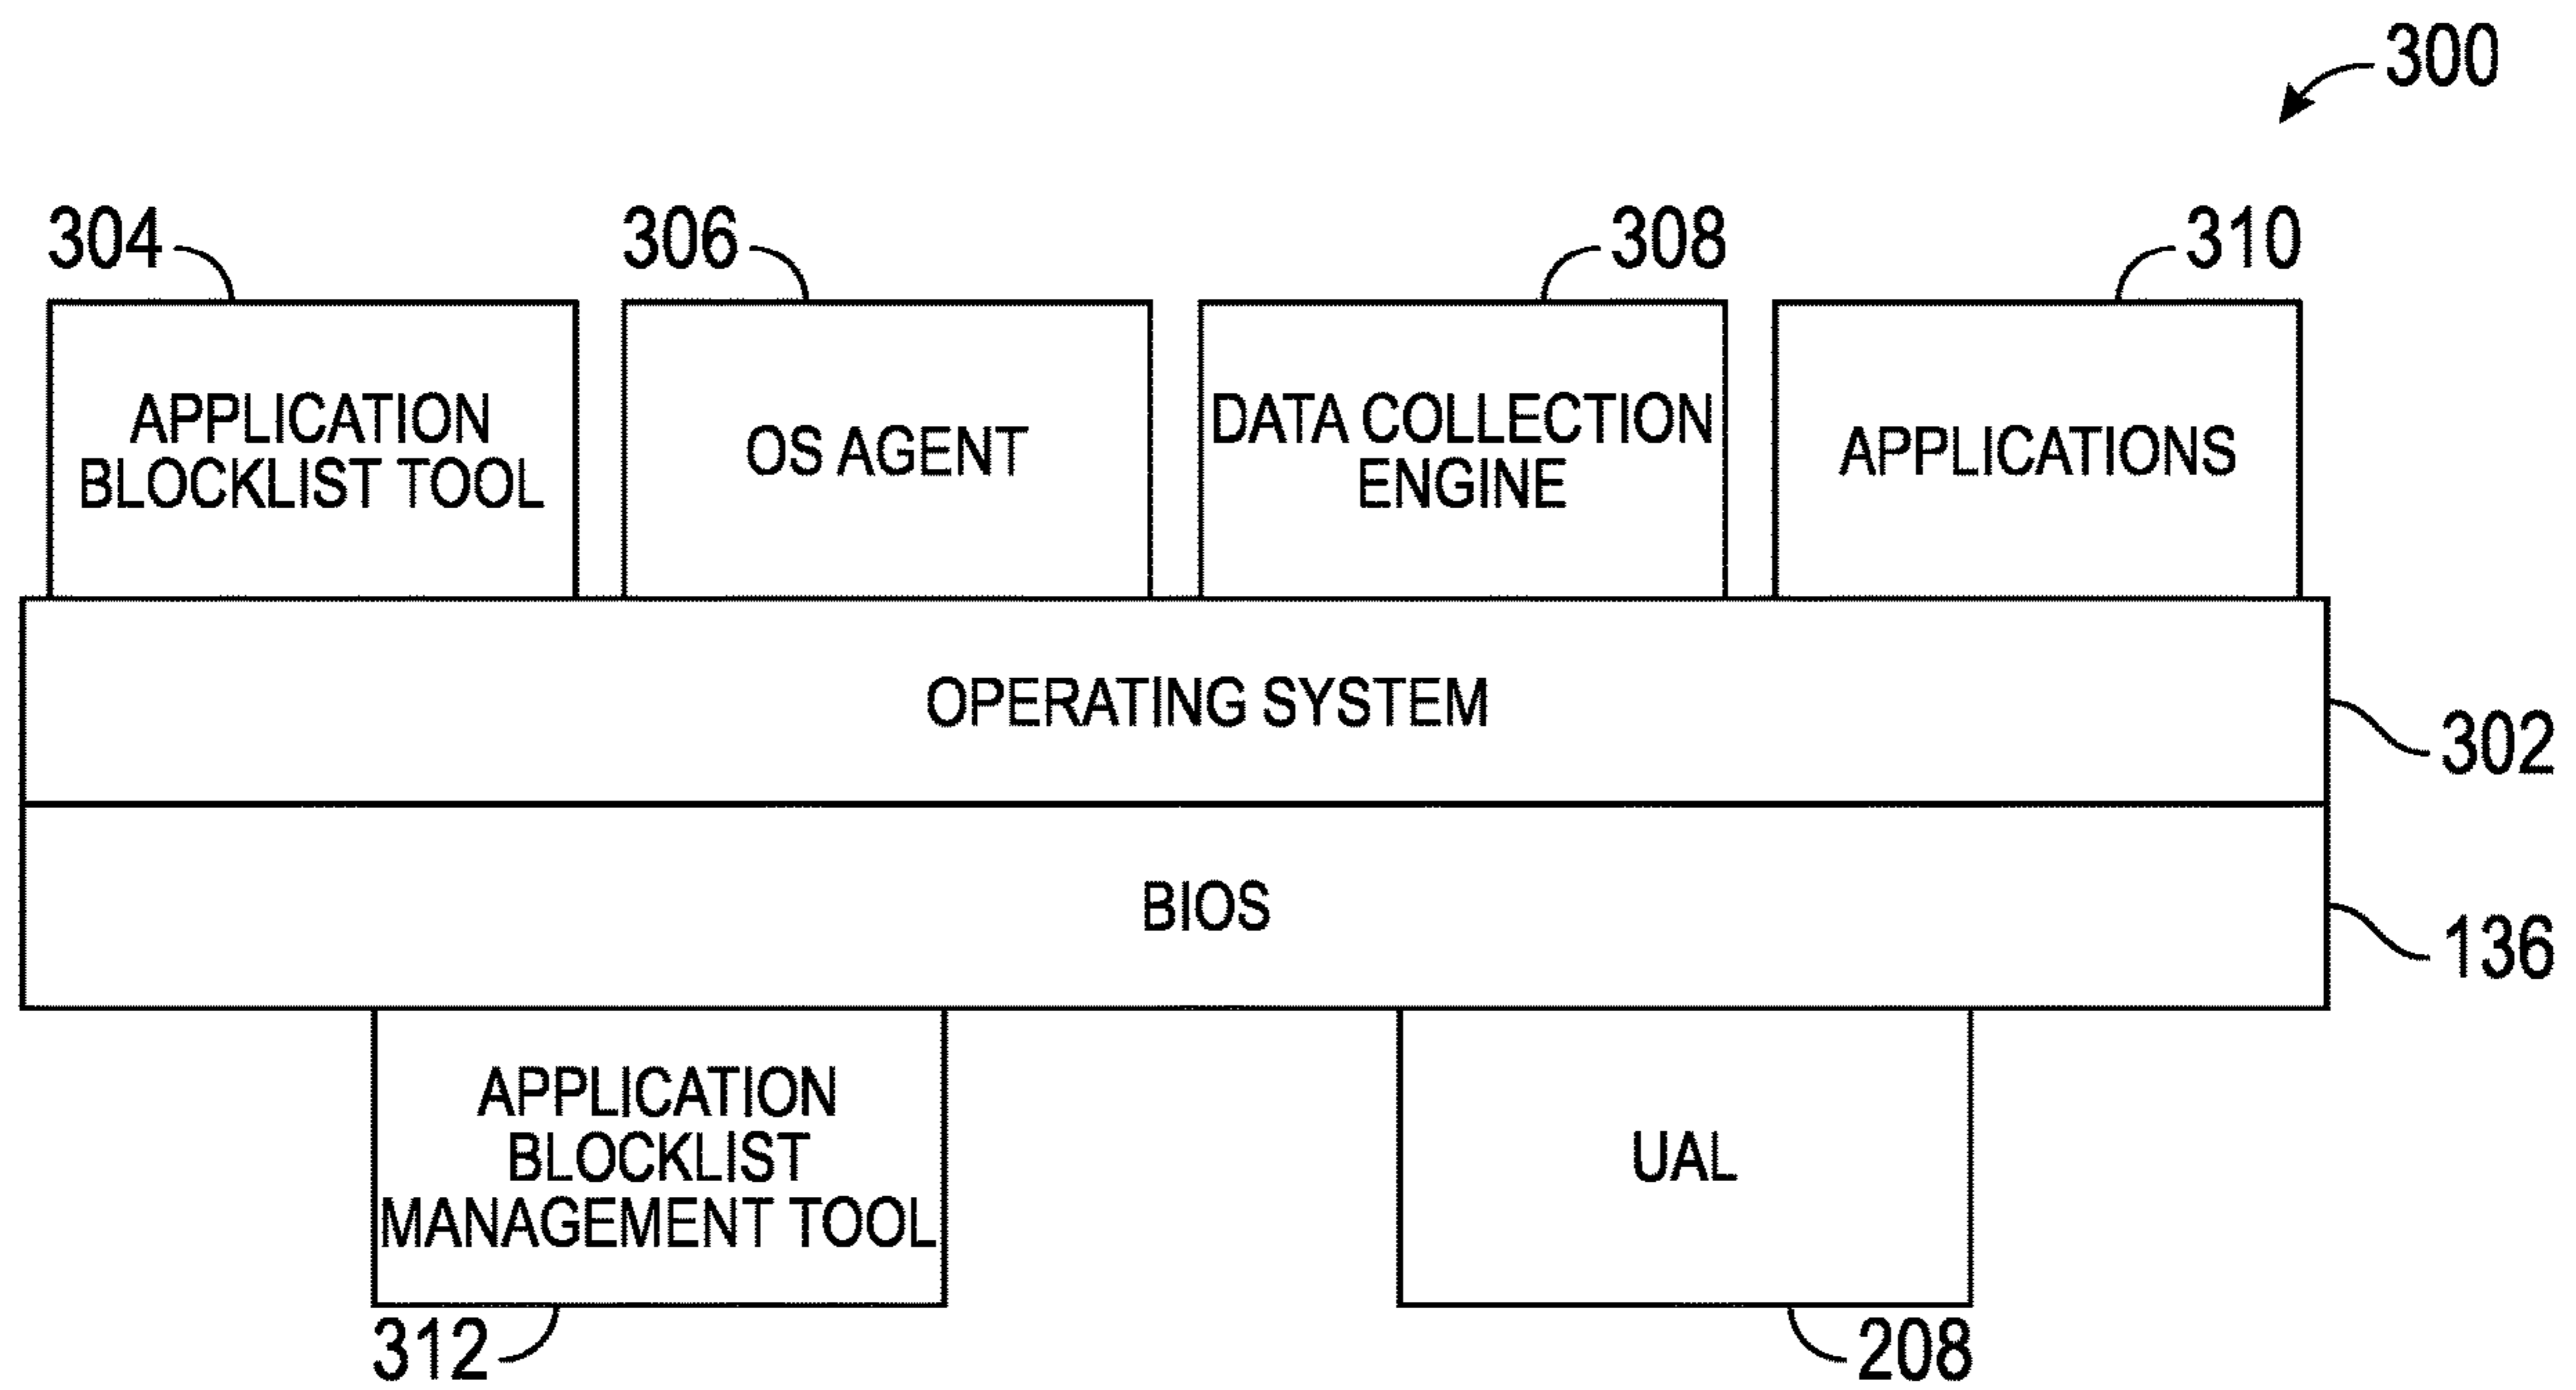 300
304
306
308
310
APPLICATION
BLOCKLIST TOOL
OS AGENT
DATA COLLECTION
ENGINE
APPLICATIONS
OPERATING SYSTEM
302
BIOS
136
APPLICATION
BLOCKLIST
MANAGEMENT TOOL
UAL
312
208